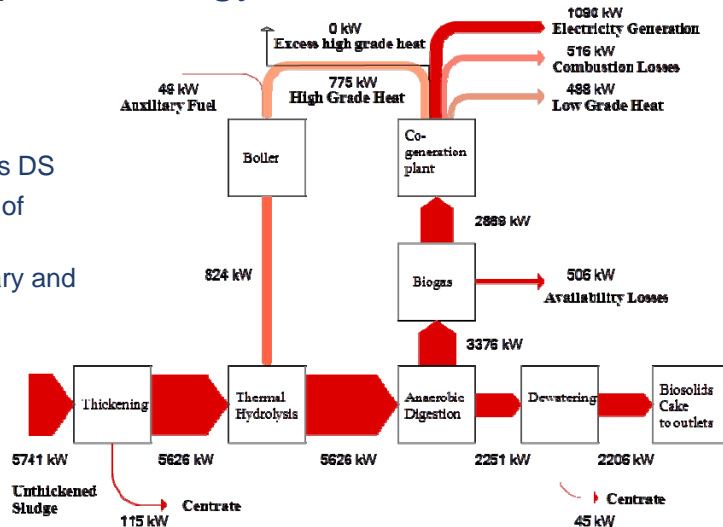 0 kW
Excess high grade heat
1090 kW
Electricity Generation
516 kW
Combustion Losses
488 kW
Low Grade Heat
49 kW
Auxiliary Fuel
775 kW
High Grade Heat
Boiler
Co-
generation
plant
s DS
of
ary and
2869 kW
824 kW
Biogas
506 kW
Availability Losses
3376 kW
Thickening
Thermal
Hydrolysis
Anaerobic
Digestion
Dewatering
Biosolids
Cake
to outlets
5741 kW
5626 kW
5626 kW
2251 kW
2206 kW
Unthickened
Sludge
Centrate
115 kW
Centrate
45 kW